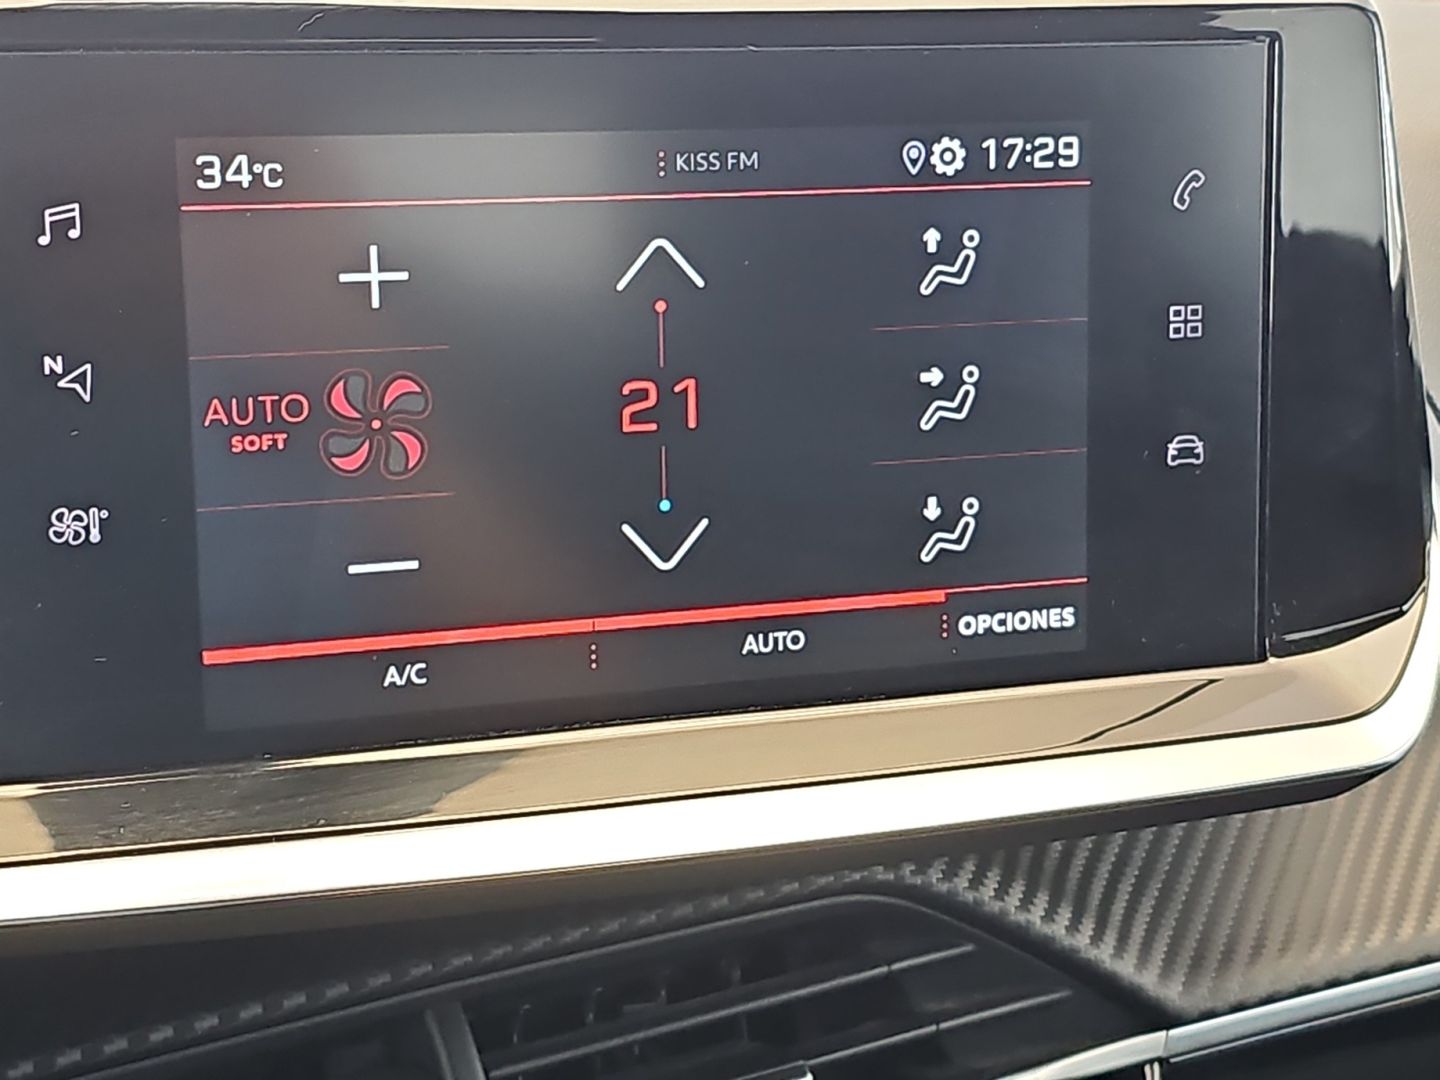 34°C
KISS FM
17:29
N
AUTO
SOFT
21
A/C
AUTO
OPCIONES